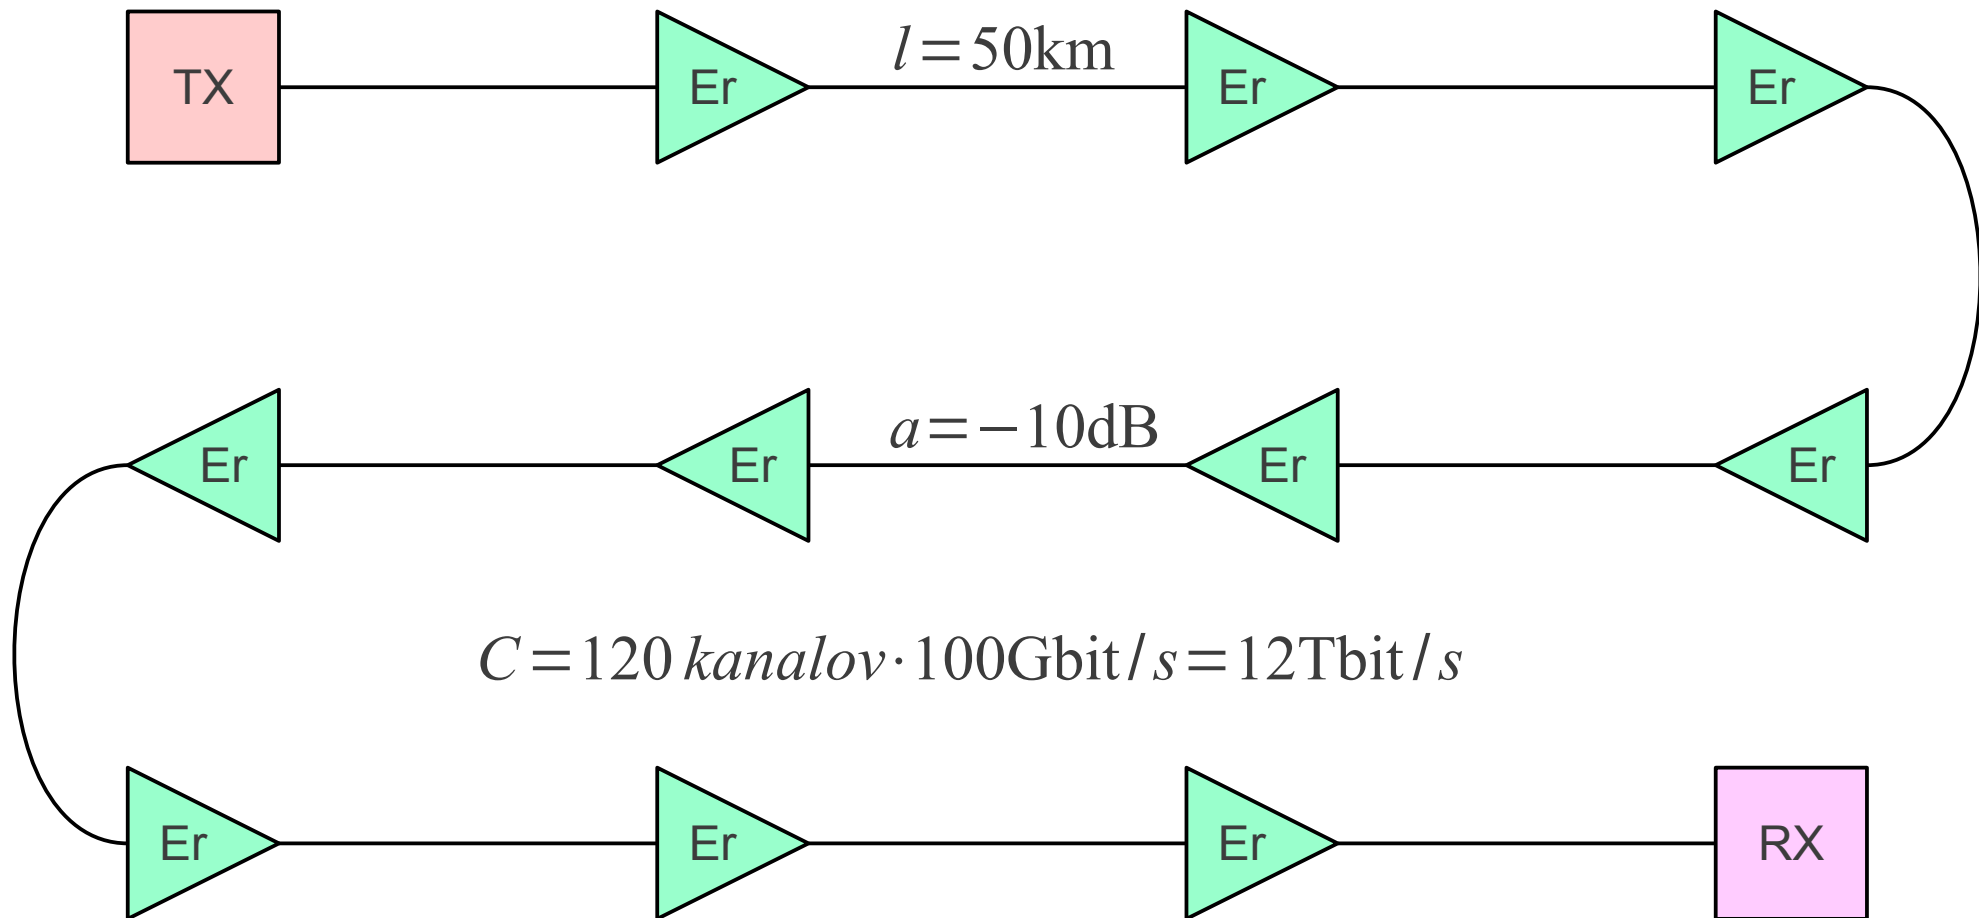 TX Er l=50km Er Er
Er Er a=−10dB Er Er
C=120 kanalov·100Gbit/s=12Tbit/s
Er Er Er RX